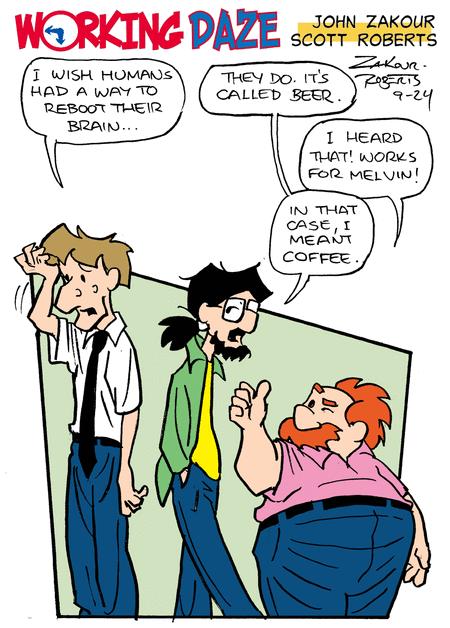 WORKING DAZE
JOHN ZAKOUR
SCOTT ROBERTS
ZAKOUR-
ROBERTS
9-24
I WISH HUMANS
HAD A WAY TO
REBOOT THEIR
BRAIN...
THEY DO. IT'S
CALLED BEER.
I HEARD
THAT! WORKS
FOR MELVIN!
IN THAT
CASE, I
MEANT
COFFEE.